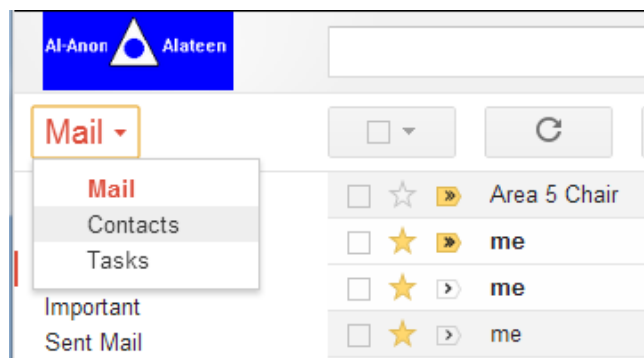 Al-Anon Alateen
Mail
Mail
Contacts
Tasks
Important
Sent Mail
Area 5 Chair
me
me
me